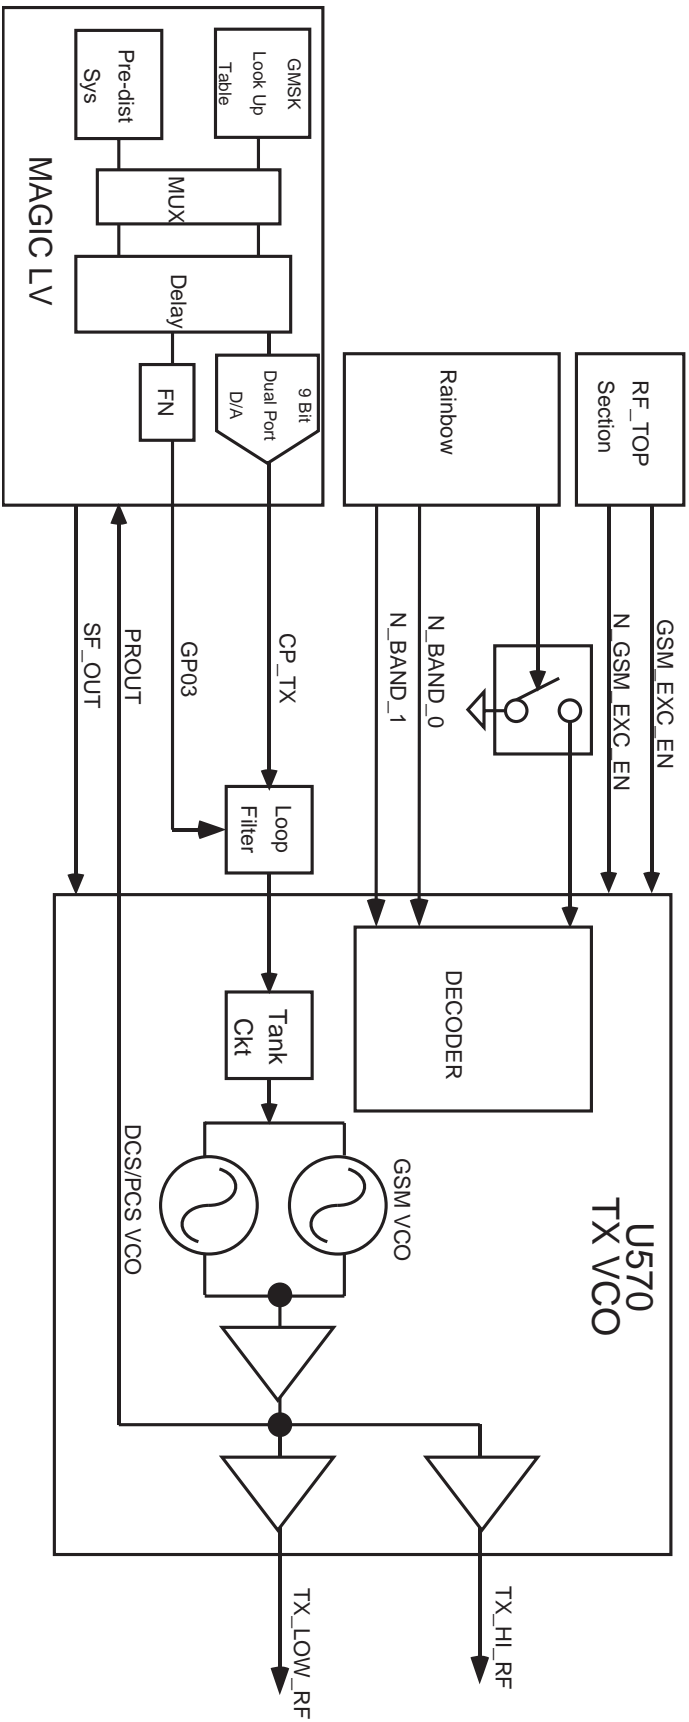 RF_TOP
Section
GSM_EXC_EN
N_GSM_EXC_EN
U570
TX VCO
TX_HI_RF
Rainbow
N_BAND_0
N_BAND_1
DECODER
GMSK
Look Up
Table
Pre-dist
Sys
MUX
Delay
9 Bit
Dual Port
D/A
FN
MAGIC LV
CP_TX
GP03
PROUT
SF_OUT
Loop
Filter
Tank
Ckt
GSM VCO
DCS/PCS VCO
TX_LOW_RF